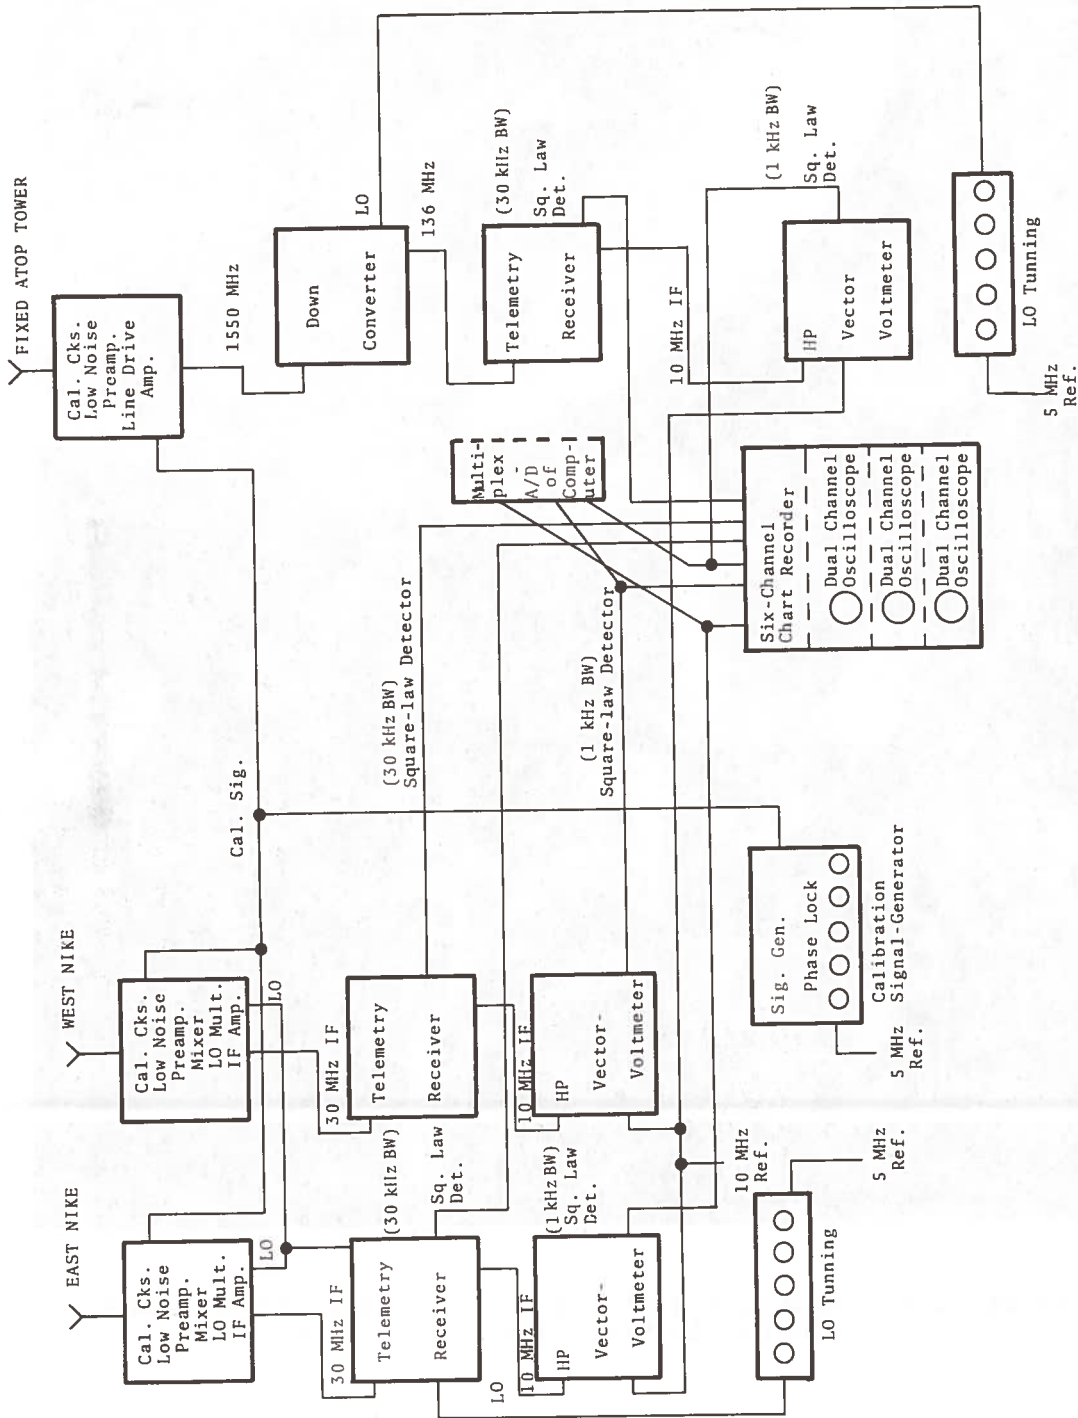 EAST NIKE
Cal. Cks.
Low Noise
Preamp.
Mixer
LO Mult.
IF Amp.
LO
30 MHz IF
Telemetry
Receiver
(30 kHz BW)
Sq. Law
Det.
LO
10 MHz IF
HP
Vector-
Voltmeter
(1 kHz BW)
Sq. Law
Det.
10 MHz
Ref.
5 MHz
Ref.
LO Tunning
WEST NIKE
Cal. Cks.
Low Noise
Preamp.
Mixer
LO Mult.
IF Amp.
LO
30 MHz IF
Telemetry
Receiver
10 MHz IF
HP
Vector-
Voltmeter
Cal. Sig.
(30 kHz BW)
Square-law Detector
(1 kHz BW)
Square-law Detector
Sig. Gen.
Phase Lock
Calibration
Signal-Generator
5 MHz
Ref.
Multi-
plex -
A/D
of
Comp-
uter
Six-Channel
Chart Recorder
Dual Channel
Oscilloscope
Dual Channel
Oscilloscope
Dual Channel
Oscilloscope
FIXED ATOP TOWER
Cal. Cks.
Low Noise
Preamp.
Line Drive
Amp.
1550 MHz
Down
Converter
LO
136 MHz
Telemetry
Receiver
(30 kHz BW)
Sq. Law
Det.
10 MHz IF
HP
Vector
Voltmeter
(1 kHz BW)
Sq. Law
Det.
LO Tunning
5 MHz
Ref.